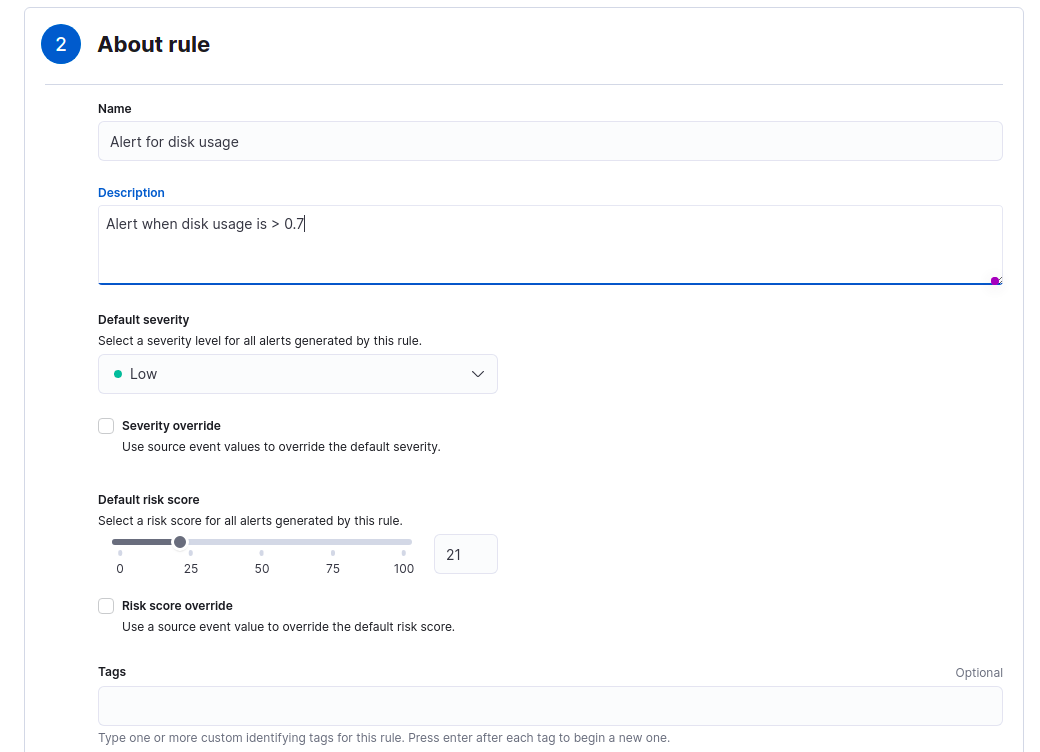 2
About rule
Name
Alert for disk usage
Description
Alert when disk usage is > 0.7
Default severity
Select a severity level for all alerts generated by this rule.
Low
Severity override
Use source event values to override the default severity.
Default risk score
Select a risk score for all alerts generated by this rule.
0 25 50 75 100
21
Risk score override
Use a source event value to override the default risk score.
Tags Optional
Type one or more custom identifying tags for this rule. Press enter after each tag to begin a new one.